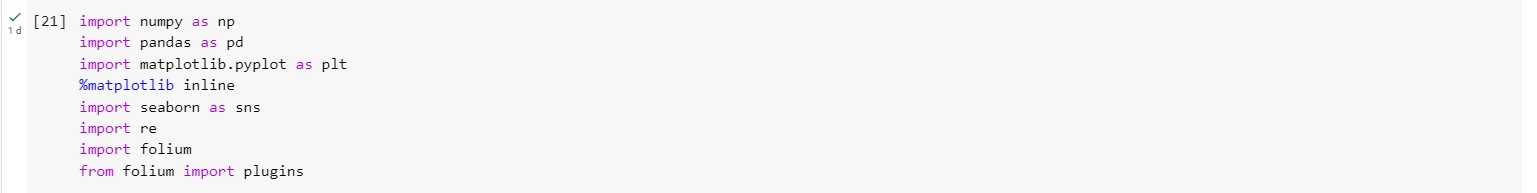 [21] import numpy as np
1 d
import pandas as pd
import matplotlib.pyplot as plt
%matplotlib inline
import seaborn as sns
import re
import folium
from folium import plugins